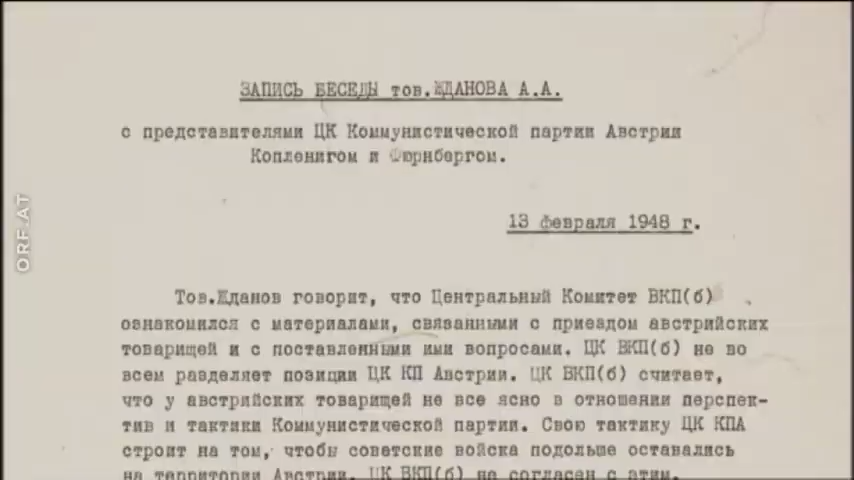 ЗАПИСЬ БЕСЕДЫ тов.ЖДАНОВА А.А.
с представителями ЦК Коммунистической партии Австрии
Копленигом и Фюрнбергом.
13 февраля 1948 г.
Тов.Жданов говорит, что Центральный Комитет ВКП(б)
ознакомился с материалами, связанными с приездом австрийских
товарищей и с поставленными ими вопросами. ЦК ВКП(б) не во
всем разделяет позиции ЦК КП Австрии. ЦК ВКП(б) считает,
что у австрийских товарищей не все ясно в отношении перспек-
тив и тактики Коммунистической партии. Свою тактику ЦК КПА
строит на том, чтобы советские войска подольше оставались
на территории Австрии. ЦК ВКП(б) не согласен с этим.
ORF.AT